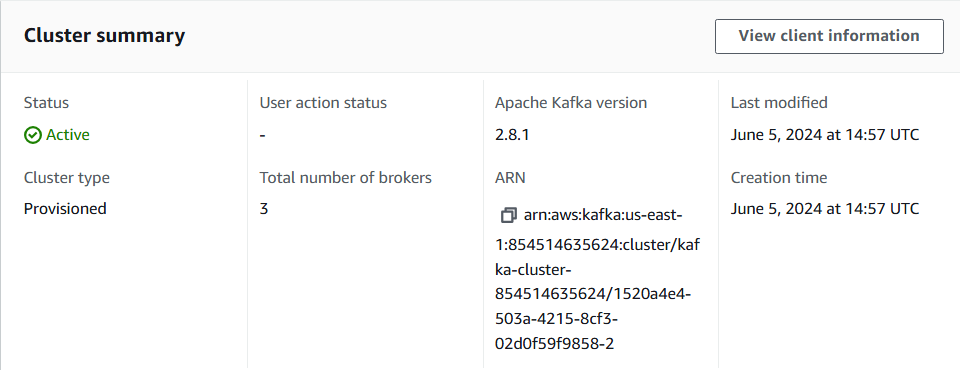 Cluster summary
View client information
Status
Active
User action status
-
Apache Kafka version
2.8.1
Last modified
June 5, 2024 at 14:57 UTC
Cluster type
Provisioned
Total number of brokers
3
ARN
arn:aws:kafka:us-east-
1:854514635624:cluster/kaf
ka-cluster-
854514635624/1520a4e4-
503a-4215-8cf3-
02d0f59f9858-2
Creation time
June 5, 2024 at 14:57 UTC